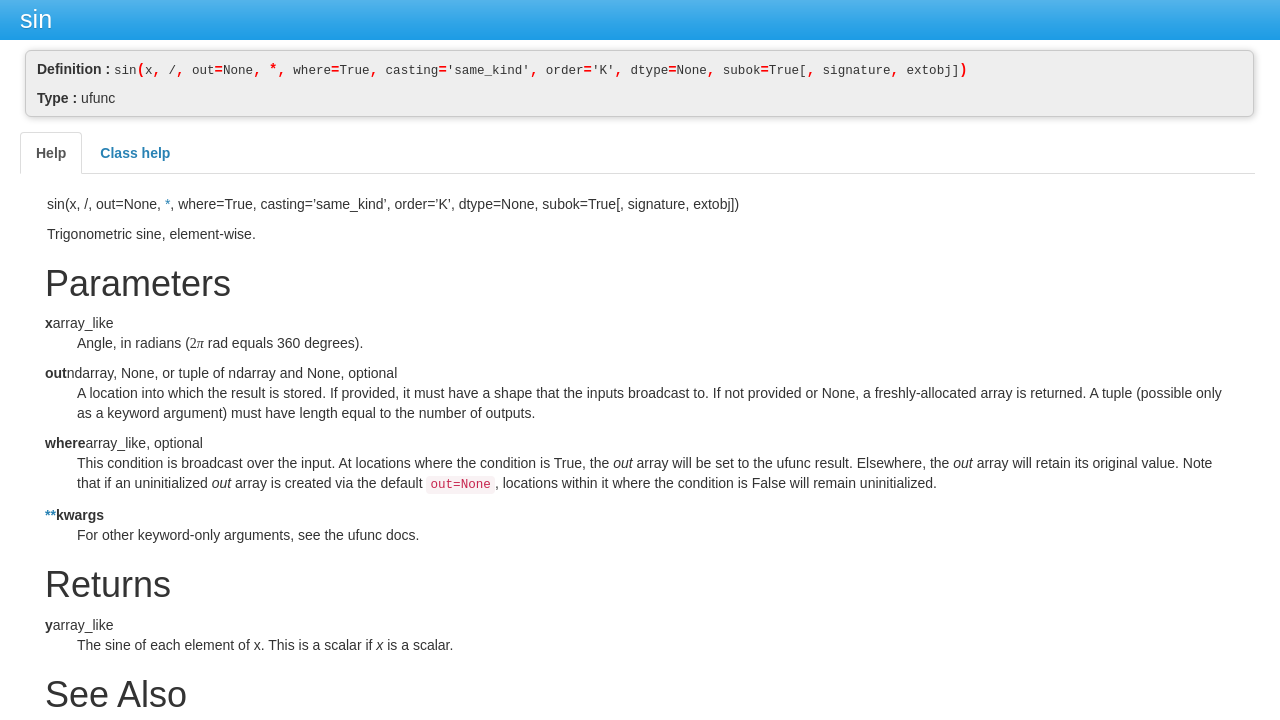 sin
Definition : sin(x, /, out=None, *, where=True, casting='same_kind', order='K', dtype=None, subok=True[, signature, extobj])
Type : ufunc
Help Class help
sin(x, /, out=None, *, where=True, casting=’same_kind’, order=’K’, dtype=None, subok=True[, signature, extobj])
Trigonometric sine, element-wise.
Parameters
xarray_like
Angle, in radians (2π rad equals 360 degrees).
outndarray, None, or tuple of ndarray and None, optional
A location into which the result is stored. If provided, it must have a shape that the inputs broadcast to. If not provided or None, a freshly-allocated array is returned. A tuple (possible only
as a keyword argument) must have length equal to the number of outputs.
wherearray_like, optional
This condition is broadcast over the input. At locations where the condition is True, the out array will be set to the ufunc result. Elsewhere, the out array will retain its original value. Note
that if an uninitialized out array is created via the default out=None, locations within it where the condition is False will remain uninitialized.
**kwargs
For other keyword-only arguments, see the ufunc docs.
Returns
yarray_like
The sine of each element of x. This is a scalar if x is a scalar.
See Also